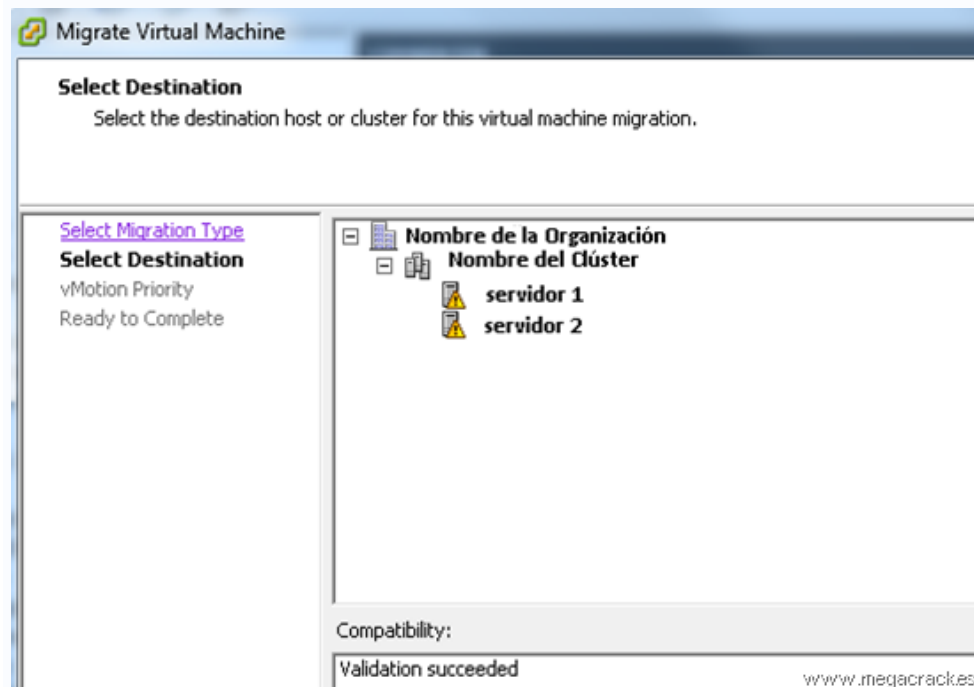 Migrate Virtual Machine
Select Destination
Select the destination host or cluster for this virtual machine migration.
Select Migration Type
Select Destination
vMotion Priority
Ready to Complete
Nombre de la Organización
Nombre del Clúster
servidor 1
servidor 2
Compatibility:
Validation succeeded
www.megacrack.es